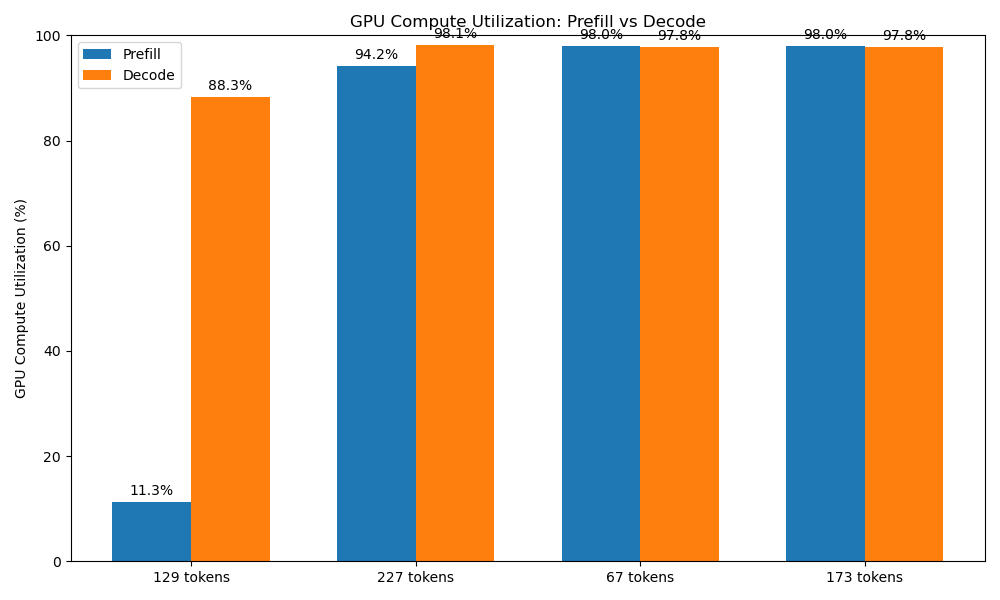 GPU Compute Utilization: Prefill vs Decode
Prefill
Decode
GPU Compute Utilization (%)
100
80
60
40
20
0
11.3%
88.3%
94.2%
98.1%
98.0%
97.8%
98.0%
97.8%
129 tokens
227 tokens
67 tokens
173 tokens